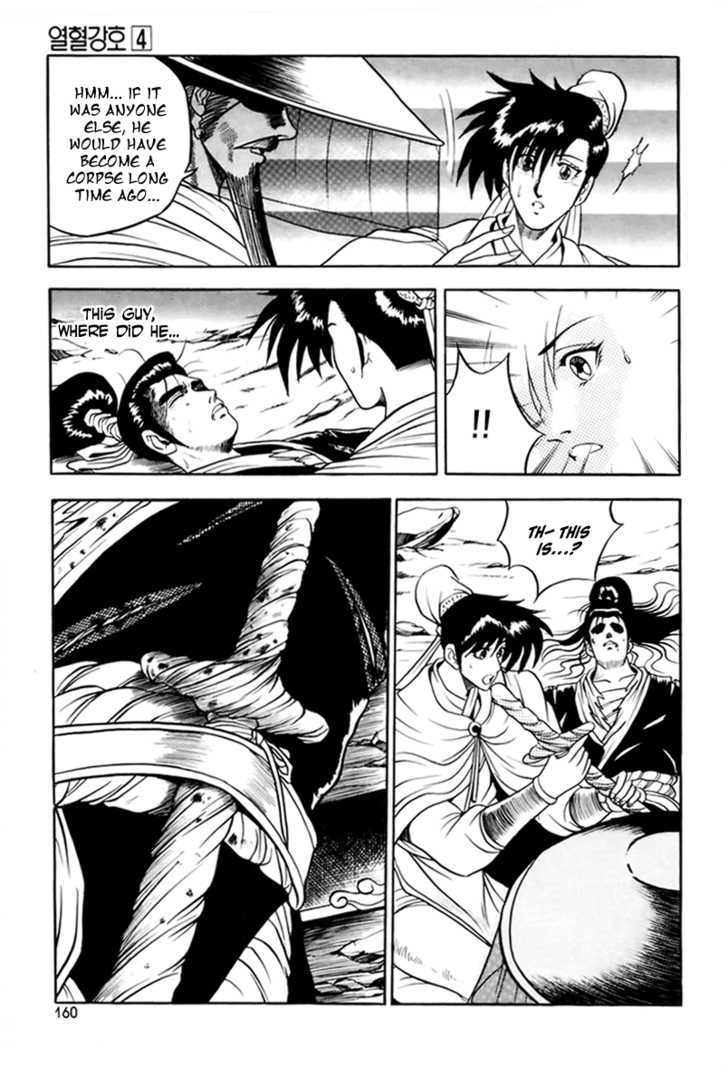 열혈강호 4
HMM... IF IT
WAS ANYONE
ELSE, HE
WOULD HAVE
BECOME A
CORPSE LONG
TIME AGO...
THIS GUY,
WHERE DID HE...
!!
TH- THIS
IS...?
160